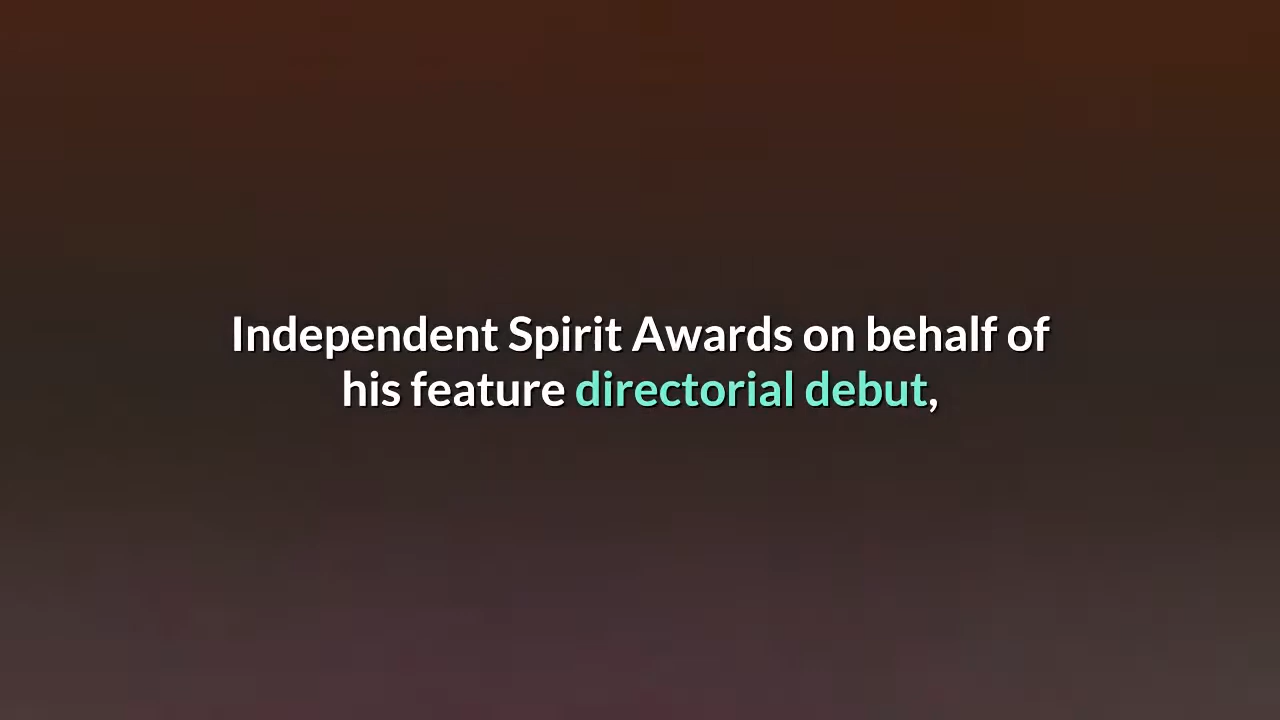 Independent Spirit Awards on behalf of
his feature directorial debut,